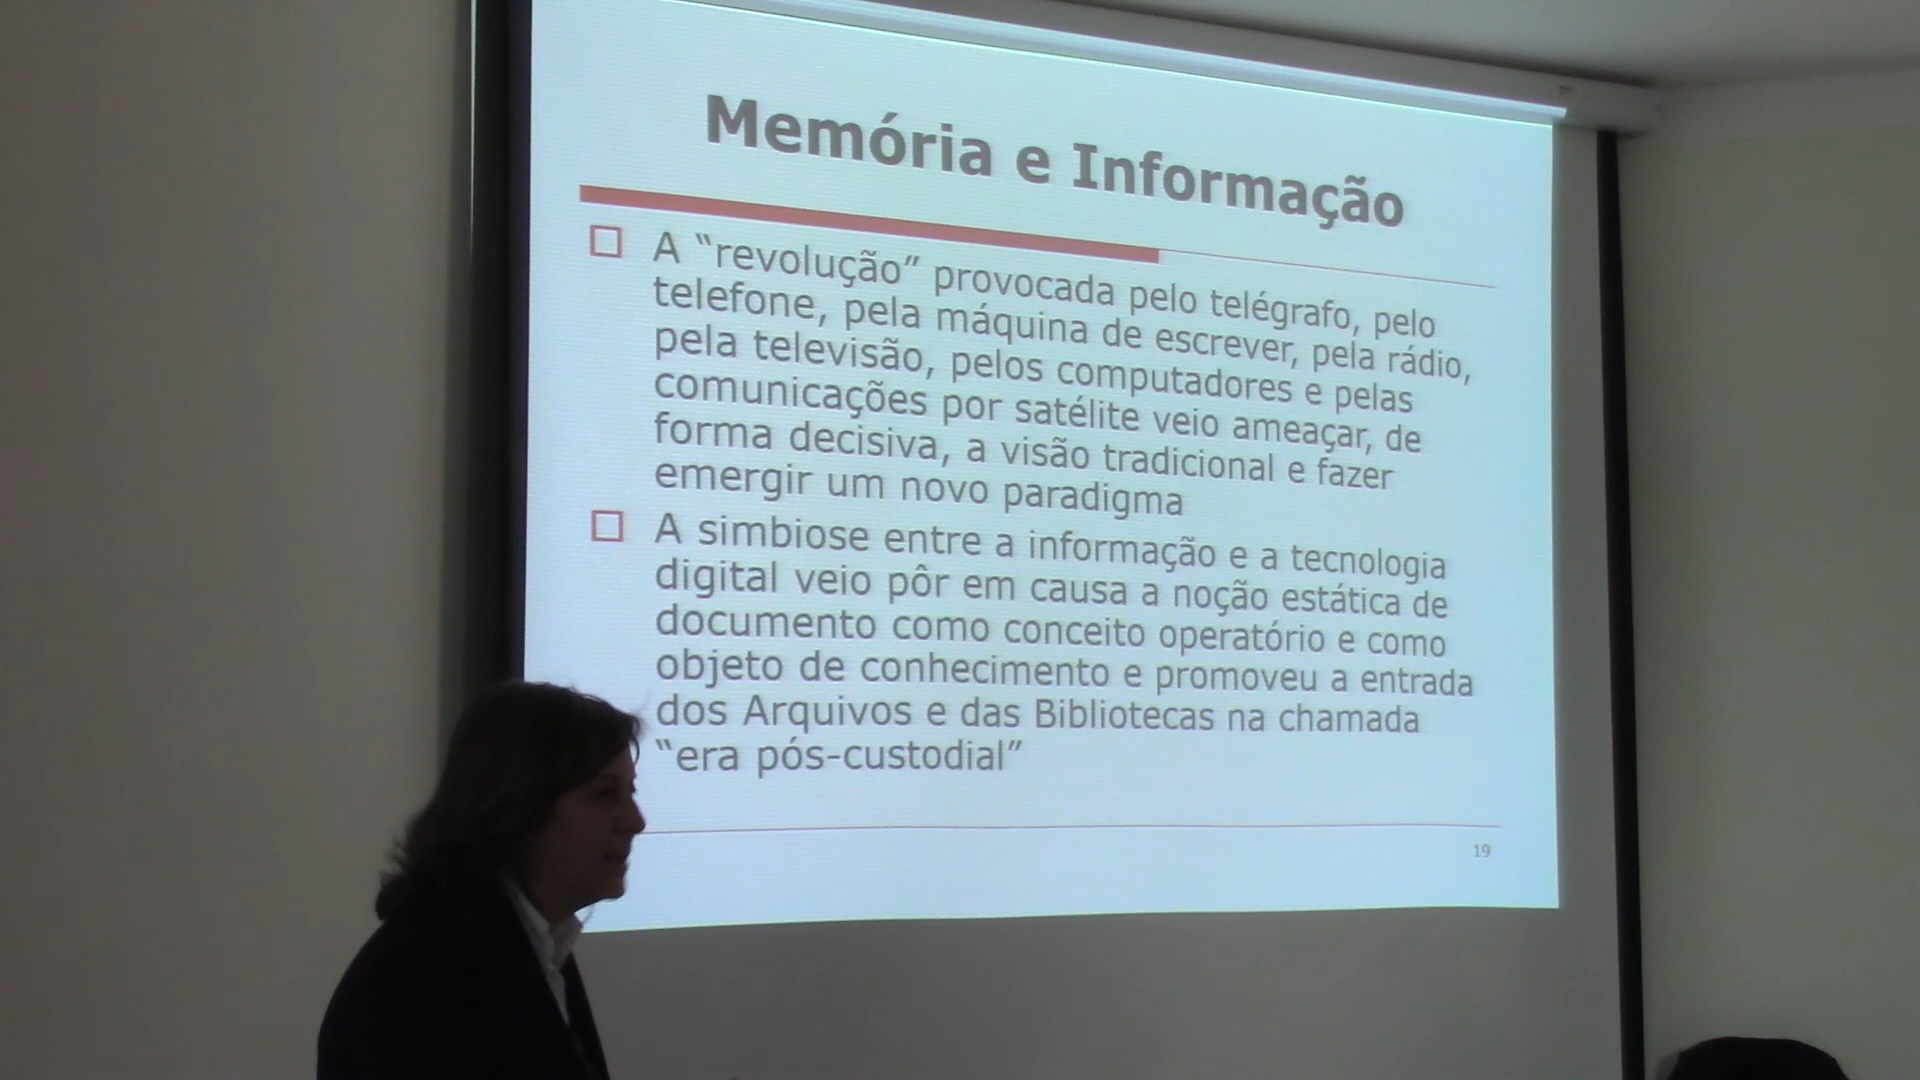 Memória e Informação
A “revolução” provocada pelo telégrafo, pelo
telefone, pela máquina de escrever, pela rádio,
pela televisão, pelos computadores e pelas
comunicações por satélite veio ameaçar, de
forma decisiva, a visão tradicional e fazer
emergir um novo paradigma
A simbiose entre a informação e a tecnologia
digital veio pôr em causa a noção estática de
documento como conceito operatório e como
objeto de conhecimento e promoveu a entrada
dos Arquivos e das Bibliotecas na chamada
“era pós-custodial”
19